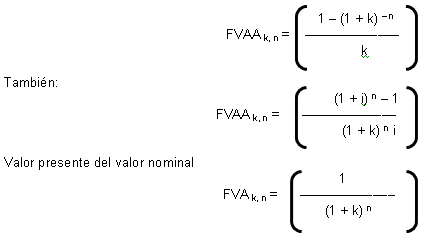 1 – (1 + k) –n
FVAA k, n =
k
También:
(1 + i) n – 1
FVAA k, n =
(1 + k) n i
Valor presente del valor nominal
1
FVA k, n =
(1 + k) n